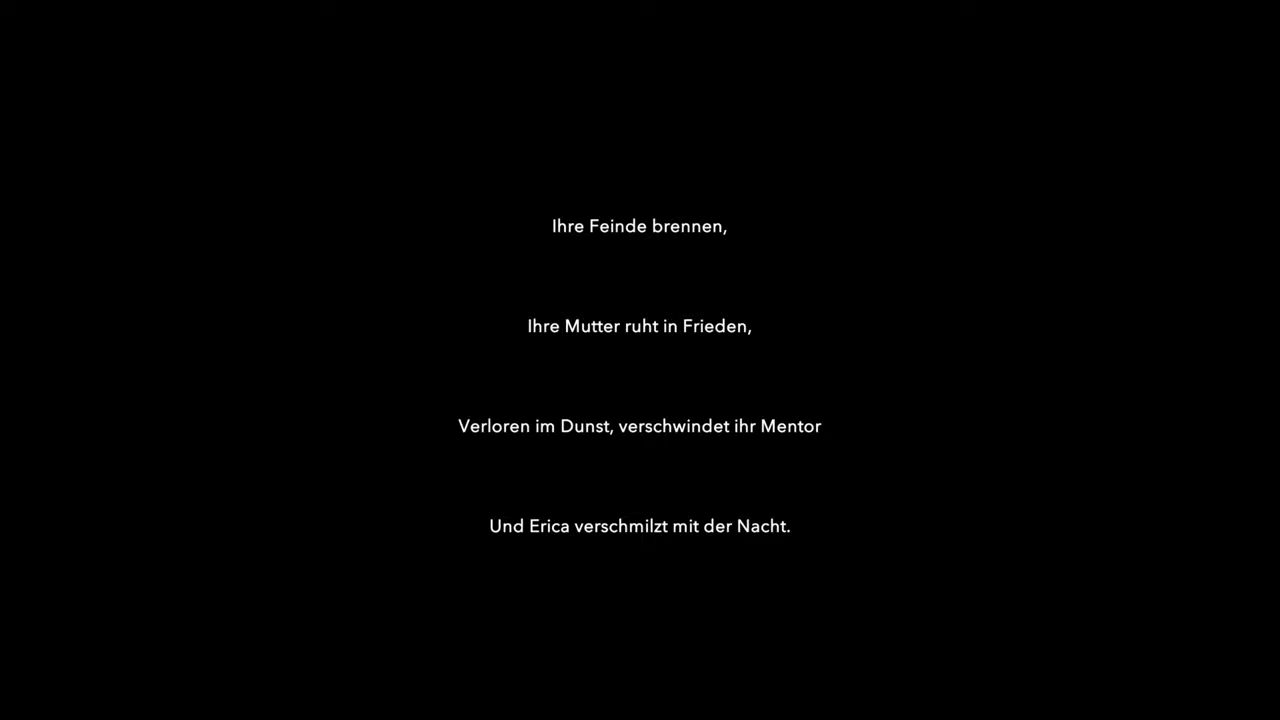 Ihre Feinde brennen,
Ihre Mutter ruht in Frieden,
Verloren im Dunst, verschwindet ihr Mentor
Und Erica verschmilzt mit der Nacht.